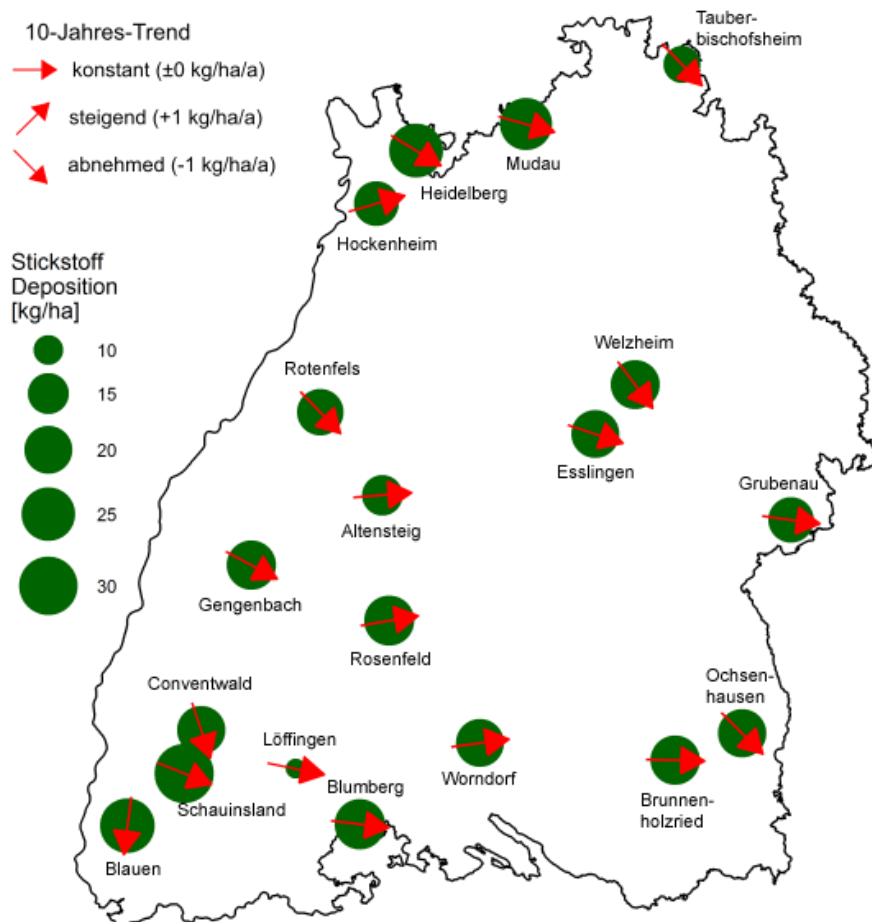 10-Jahres-Trend
konstant (±0 kg/ha/a)
steigend (+1 kg/ha/a)
abnehmed (-1 kg/ha/a)
Stickstoff
Deposition
[kg/ha]
10
15
20
25
30
Tauber-
bischofsheim
Mudau
Heidelberg
Hockenheim
Welzheim
Rotenfels
Esslingen
Grubenau
Altensteig
Gengenbach
Rosenfeld
Ochsen-
hausen
Conventwald
Löffingen
Worndorf
Blumberg
Schauinsland
Brunnen-
holzried
Blauen